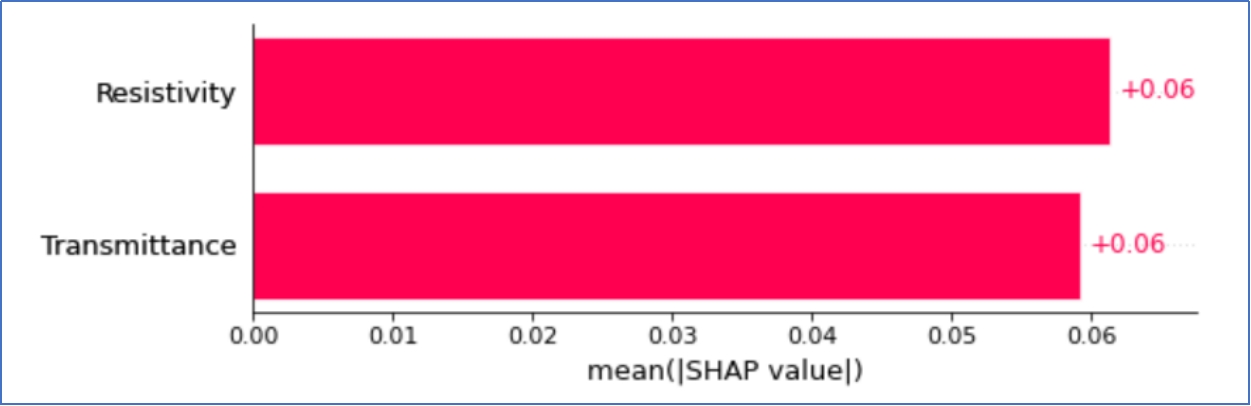 Resistivity
+0.06
Transmittance
+0.06
0.00 0.01 0.02 0.03 0.04 0.05 0.06
mean(|SHAP value|)